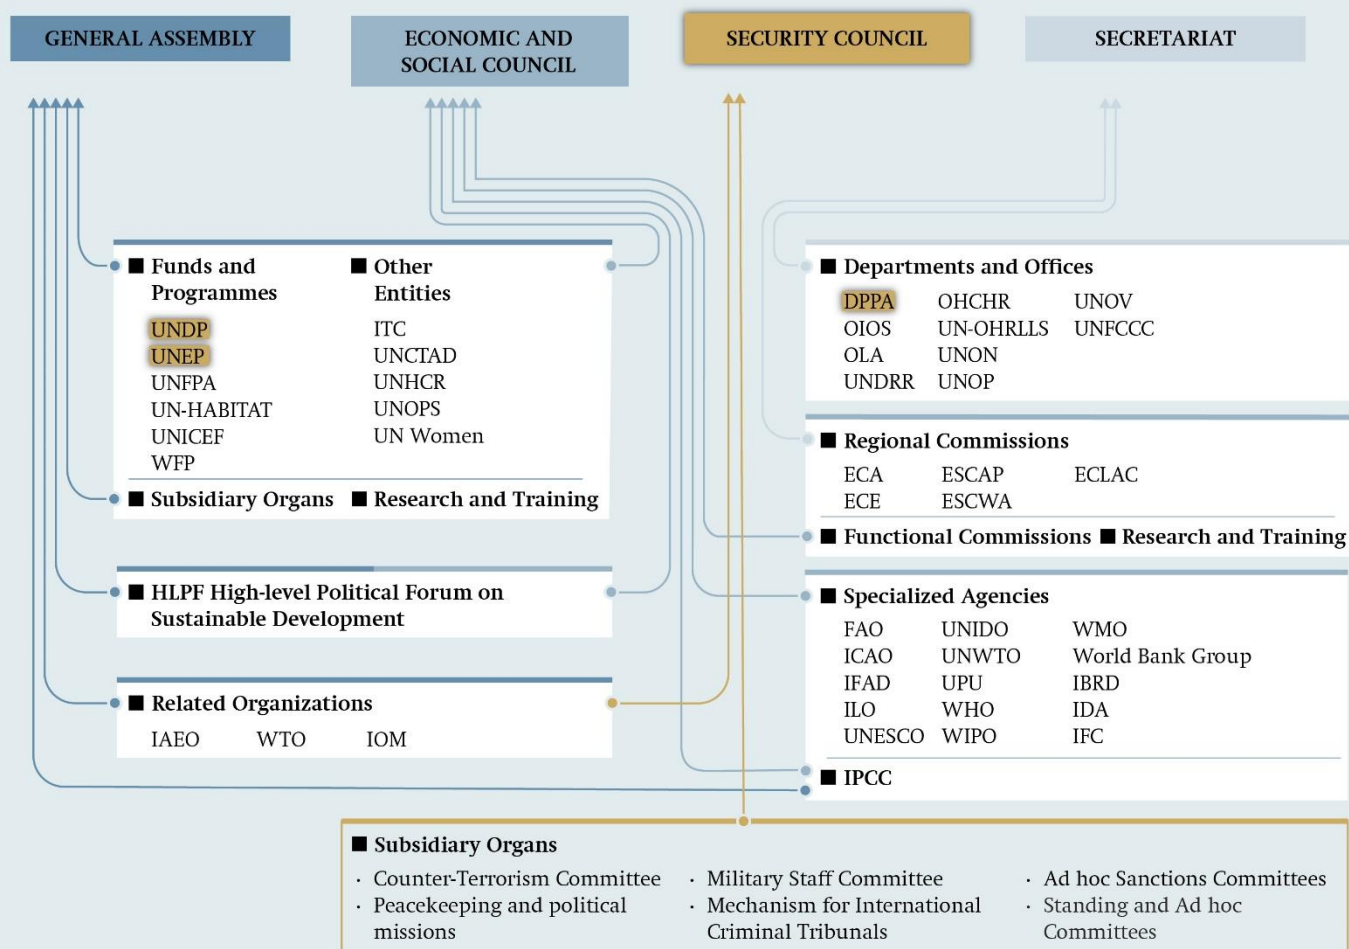 GENERAL ASSEMBLY
ECONOMIC AND
SOCIAL COUNCIL
SECURITY COUNCIL
SECRETARIAT
■ Funds and
Programmes
UNDP
UNEP
UNFPA
UN-HABITAT
UNICEF
WFP
■ Other
Entities
ITC
UNCTAD
UNHCR
UNOPS
UN Women
■ Subsidiary Organs ■ Research and Training
■ HLPF High-level Political Forum on
Sustainable Development
■ Related Organizations
IAEO WTO IOM
■ Departments and Offices
DPPA OHCHR UNOV
OIOS UN-OHRLLS UNFCCC
OLA UNON
UNDRR UNOP
■ Regional Commissions
ECA ESCAP ECLAC
ECE ESCWA
■ Functional Commissions ■ Research and Training
■ Specialized Agencies
FAO UNIDO WMO
ICAO UNWTO World Bank Group
IFAD UPU IBRD
ILO WHO IDA
UNESCO WIPO IFC
■ IPCC
■ Subsidiary Organs
· Counter-Terrorism Committee
· Peacekeeping and political
missions
· Military Staff Committee
· Mechanism for International
Criminal Tribunals
· Ad hoc Sanctions Committees
· Standing and Ad hoc
Committees